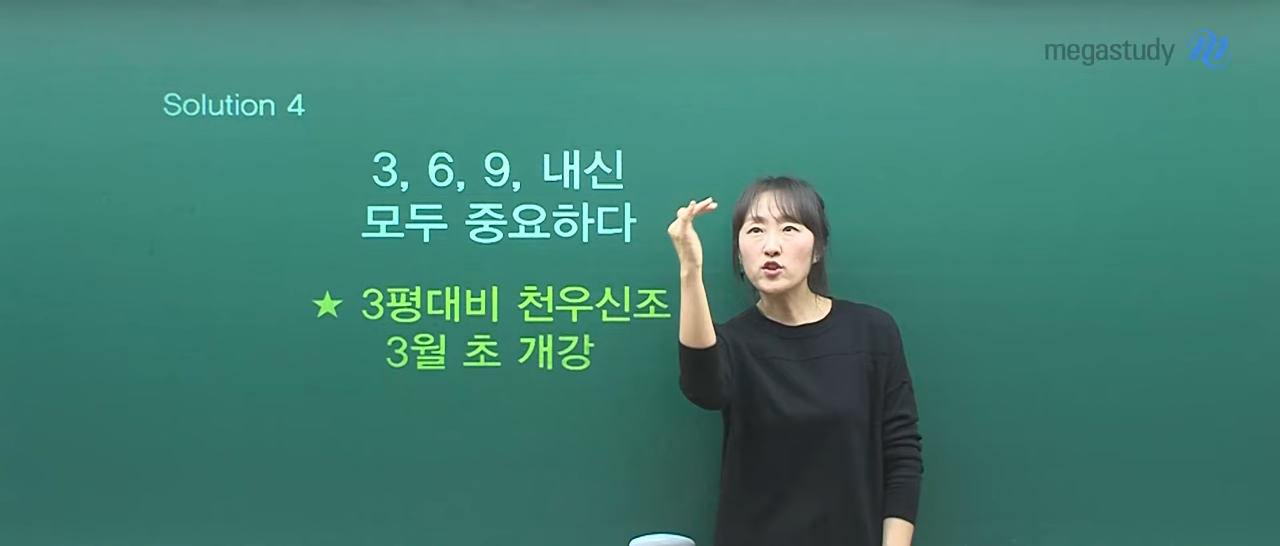 megastudy
Solution 4
3, 6, 9, 내신
모두 중요하다
★ 3평대비 천우신조
3월 초 개강